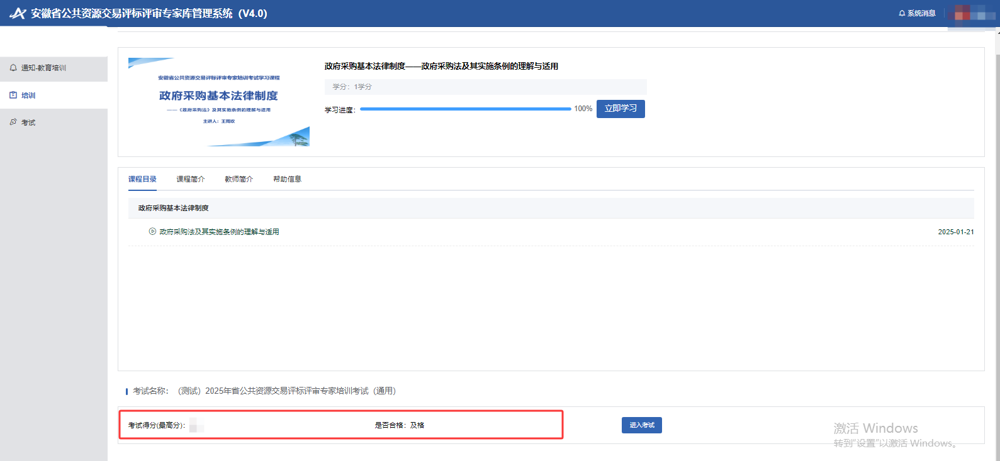 安徽省公共资源交易评标评审专家库管理系统 (V4.0)
系统消息
通知-教育培训
培训
考试
安徽省公共资源交易评标评审专家培训考试学习课程
政府采购基本法律制度
——《政府采购法》及其实施条例的理解与适用
主讲人：王周欢
政府采购基本法律制度——政府采购法及其实施条例的理解与适用
学分：1学分
学习进度：
100%
立即学习
课程目录
课程简介
教师简介
帮助信息
政府采购基本法律制度
政府采购法及其实施条例的理解与适用
2025-01-21
考试名称：（测试）2025年省公共资源交易评标评审专家培训考试（通用）
考试得分(最高分)：
是否合格：及格
进入考试
激活 Windows
转到"设置"以激活 Windows。